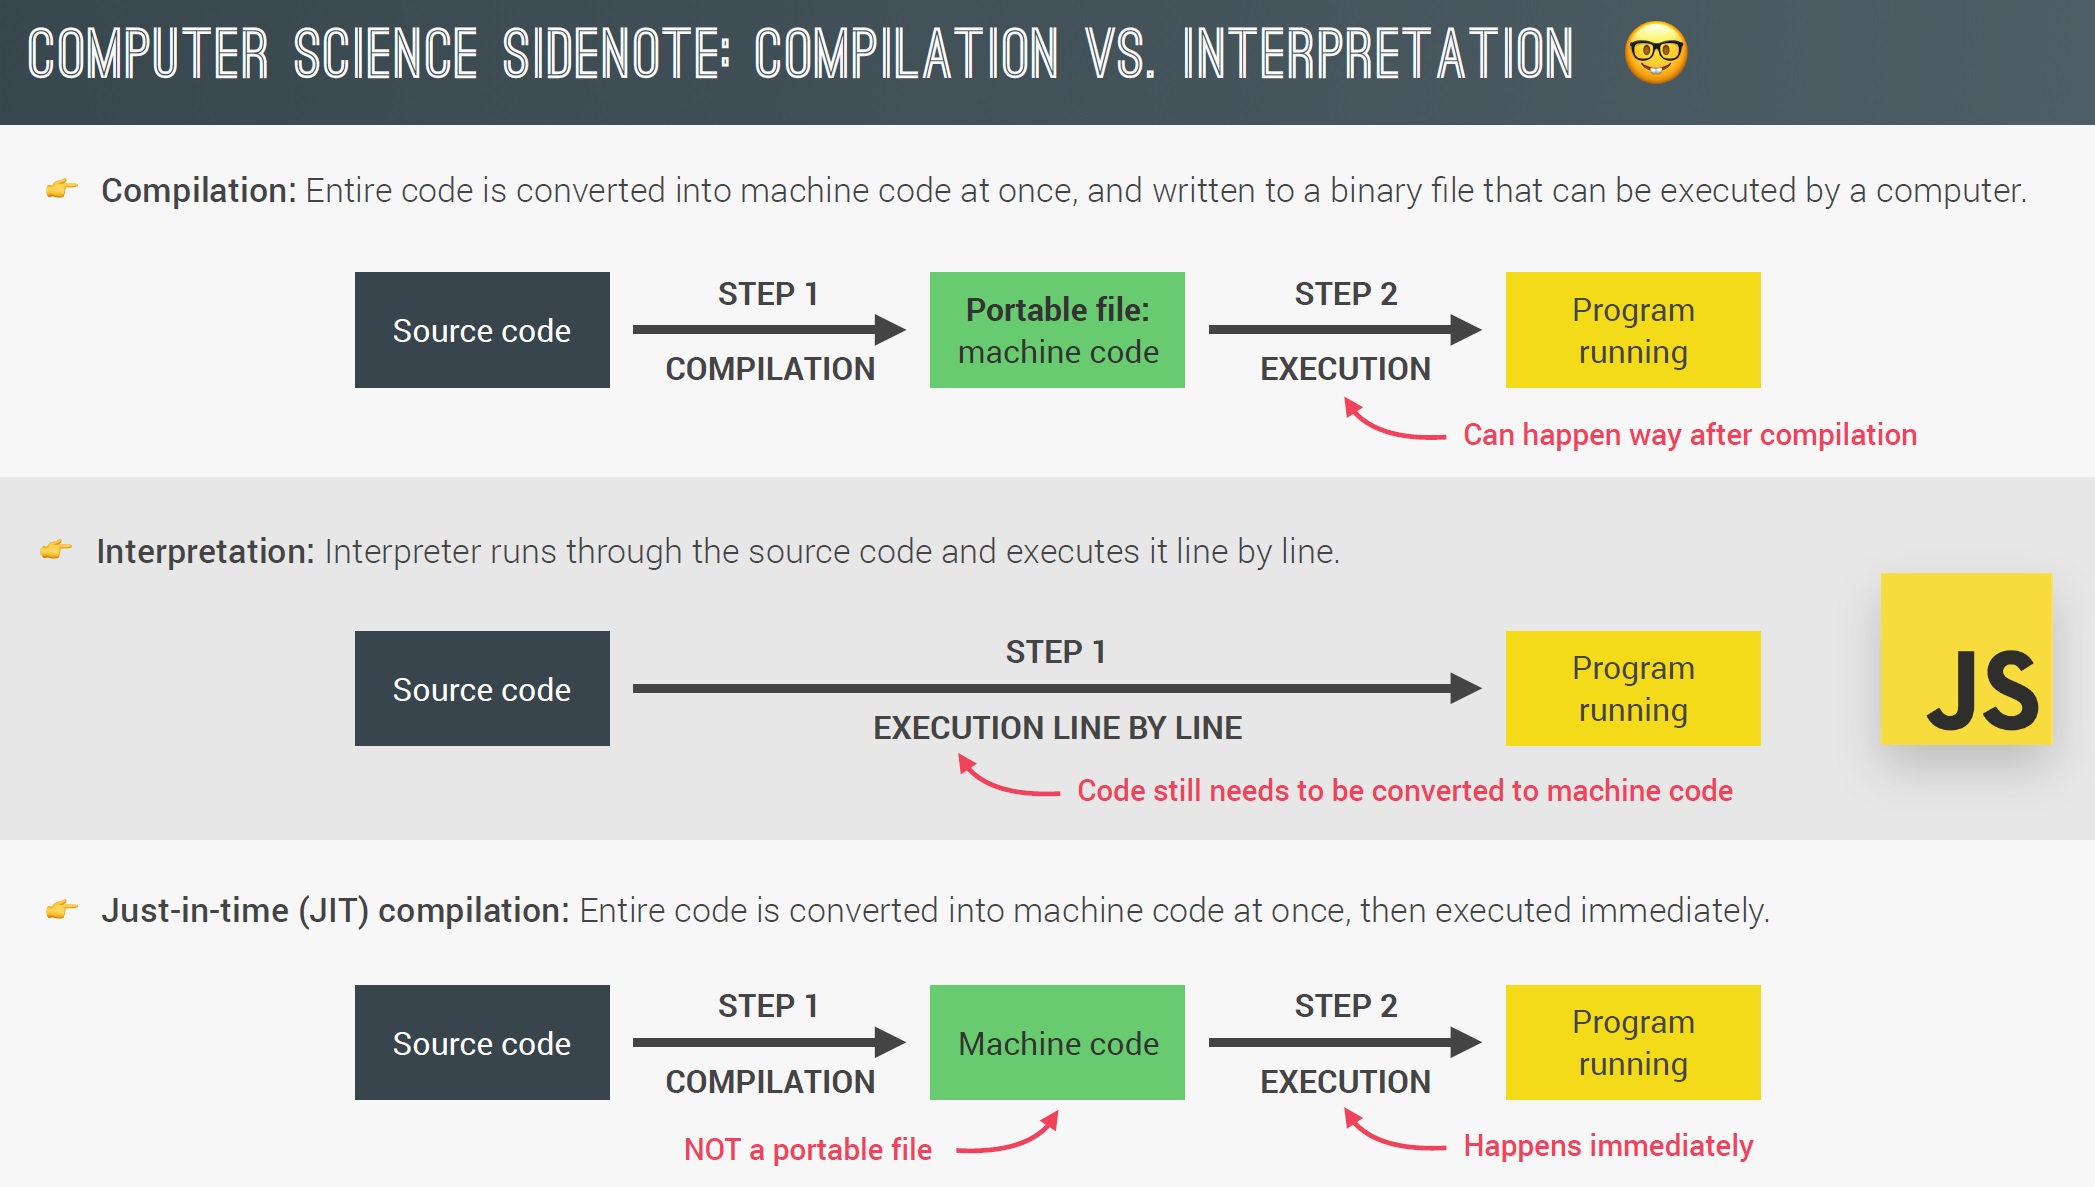 COMPUTER SCIENCE SIDENOTE: COMPILATION VS. INTERPRETATION 🤓
👉 Compilation: Entire code is converted into machine code at once, and written to a binary file that can be executed by a computer.
Source code
STEP 1
COMPILATION
Portable file:
machine code
STEP 2
EXECUTION
Program
running
Can happen way after compilation
👉 Interpretation: Interpreter runs through the source code and executes it line by line.
Source code
STEP 1
EXECUTION LINE BY LINE
Program
running
JS
Code still needs to be converted to machine code
👉 Just-in-time (JIT) compilation: Entire code is converted into machine code at once, then executed immediately.
Source code
STEP 1
COMPILATION
Machine code
STEP 2
EXECUTION
Program
running
NOT a portable file
Happens immediately